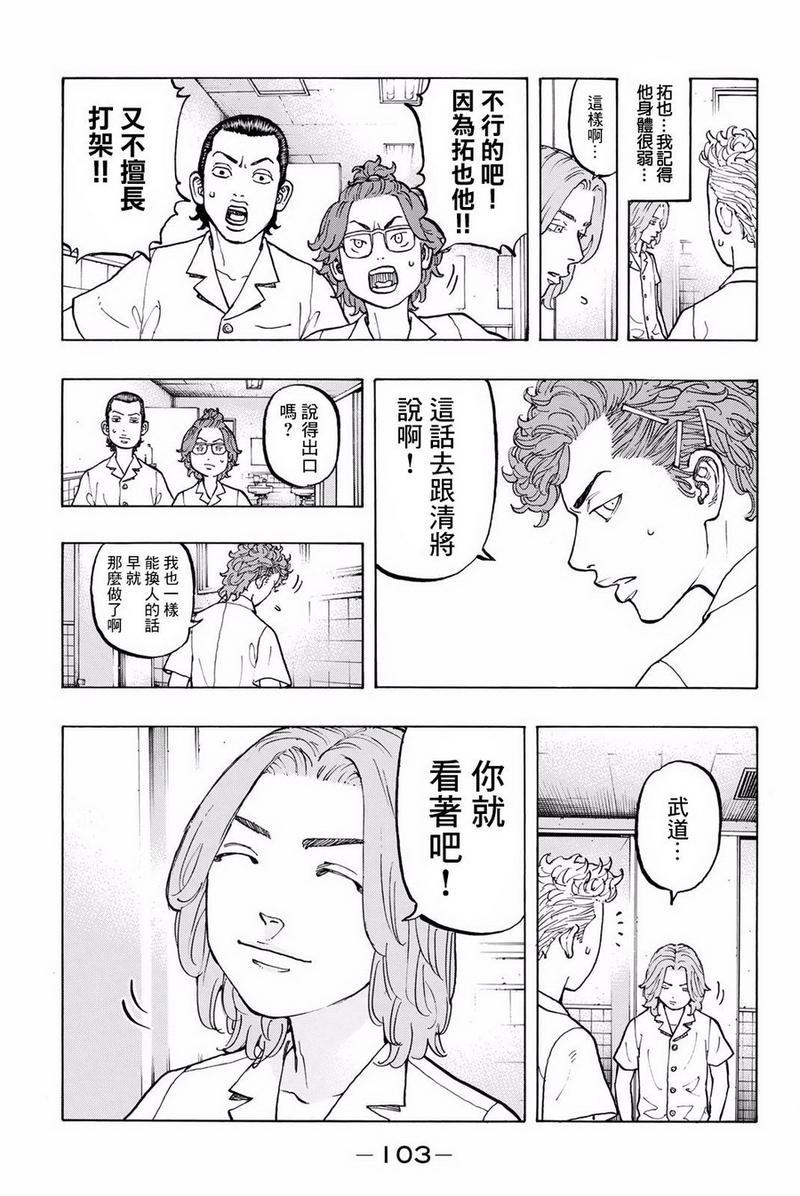 拓也…我記得
他身體很弱…
這樣啊…
不行的吧！
因為拓也他!!
又不擅長
打架!!
這話去跟清將
說啊！
說得出口
嗎？
我也一樣
能換人的話
早就
那麼做了啊
武道…
你就
看著吧！
—103—